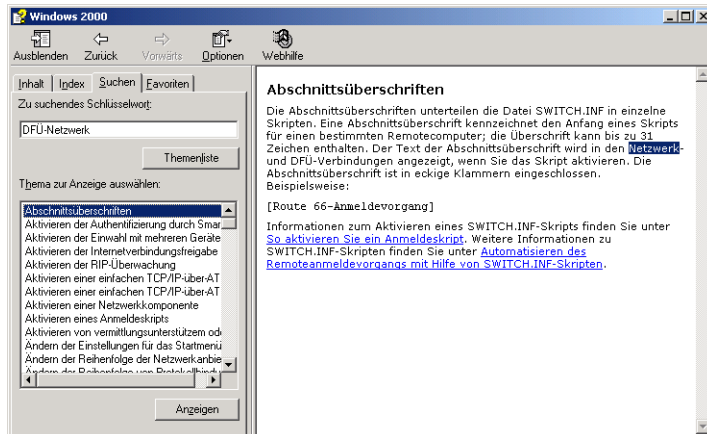 Windows 2000
Ausblenden Zurück Vorwärts Optionen Webhilfe
Inhalt Index Suchen Favoriten
Zu suchendes Schlüsselwort:
DFÜ-Netzwerk
Themenliste
Thema zur Anzeige auswählen:
Abschnittsüberschriften
Aktivieren der Authentifizierung durch Smar
Aktivieren der Einwahl mit mehreren Geräte
Aktivieren der Internetverbindungsfreigabe
Aktivieren der RIP-Überwachung
Aktivieren einer einfachen TCP/IP-über-AT
Aktivieren einer einfachen TCP/IP-über-AT
Aktivieren einer Netzwerkkomponente
Aktivieren eines Anmeldeskripts
Aktivieren von vermittlungsunterstützem ode
Ändern der Einstellungen für das Startmenü
Ändern der Reihenfolge der Netzwerkanbie
Ändern der Reihenfolge von Protokollbindu
Anzeigen
Abschnittsüberschriften
Die Abschnittsüberschriften unterteilen die Datei SWITCH.INF in einzelne
Skripten. Eine Abschnittsüberschrift kennzeichnet den Anfang eines Skripts
für einen bestimmten Remotecomputer; die Überschrift kann bis zu 31
Zeichen enthalten. Der Text der Abschnittsüberschrift wird in den Netzwerk-
und DFÜ-Verbindungen angezeigt, wenn Sie das Skript aktivieren. Die
Abschnittsüberschrift ist in eckige Klammern eingeschlossen.
Beispielsweise:
[Route 66-Anmeldevorgang]
Informationen zum Aktivieren eines SWITCH.INF-Skripts finden Sie unter
So aktivieren Sie ein Anmeldeskript. Weitere Informationen zu
SWITCH.INF-Skripten finden Sie unter Automatisieren des
Remoteanmeldevorgangs mit Hilfe von SWITCH.INF-Skripten.